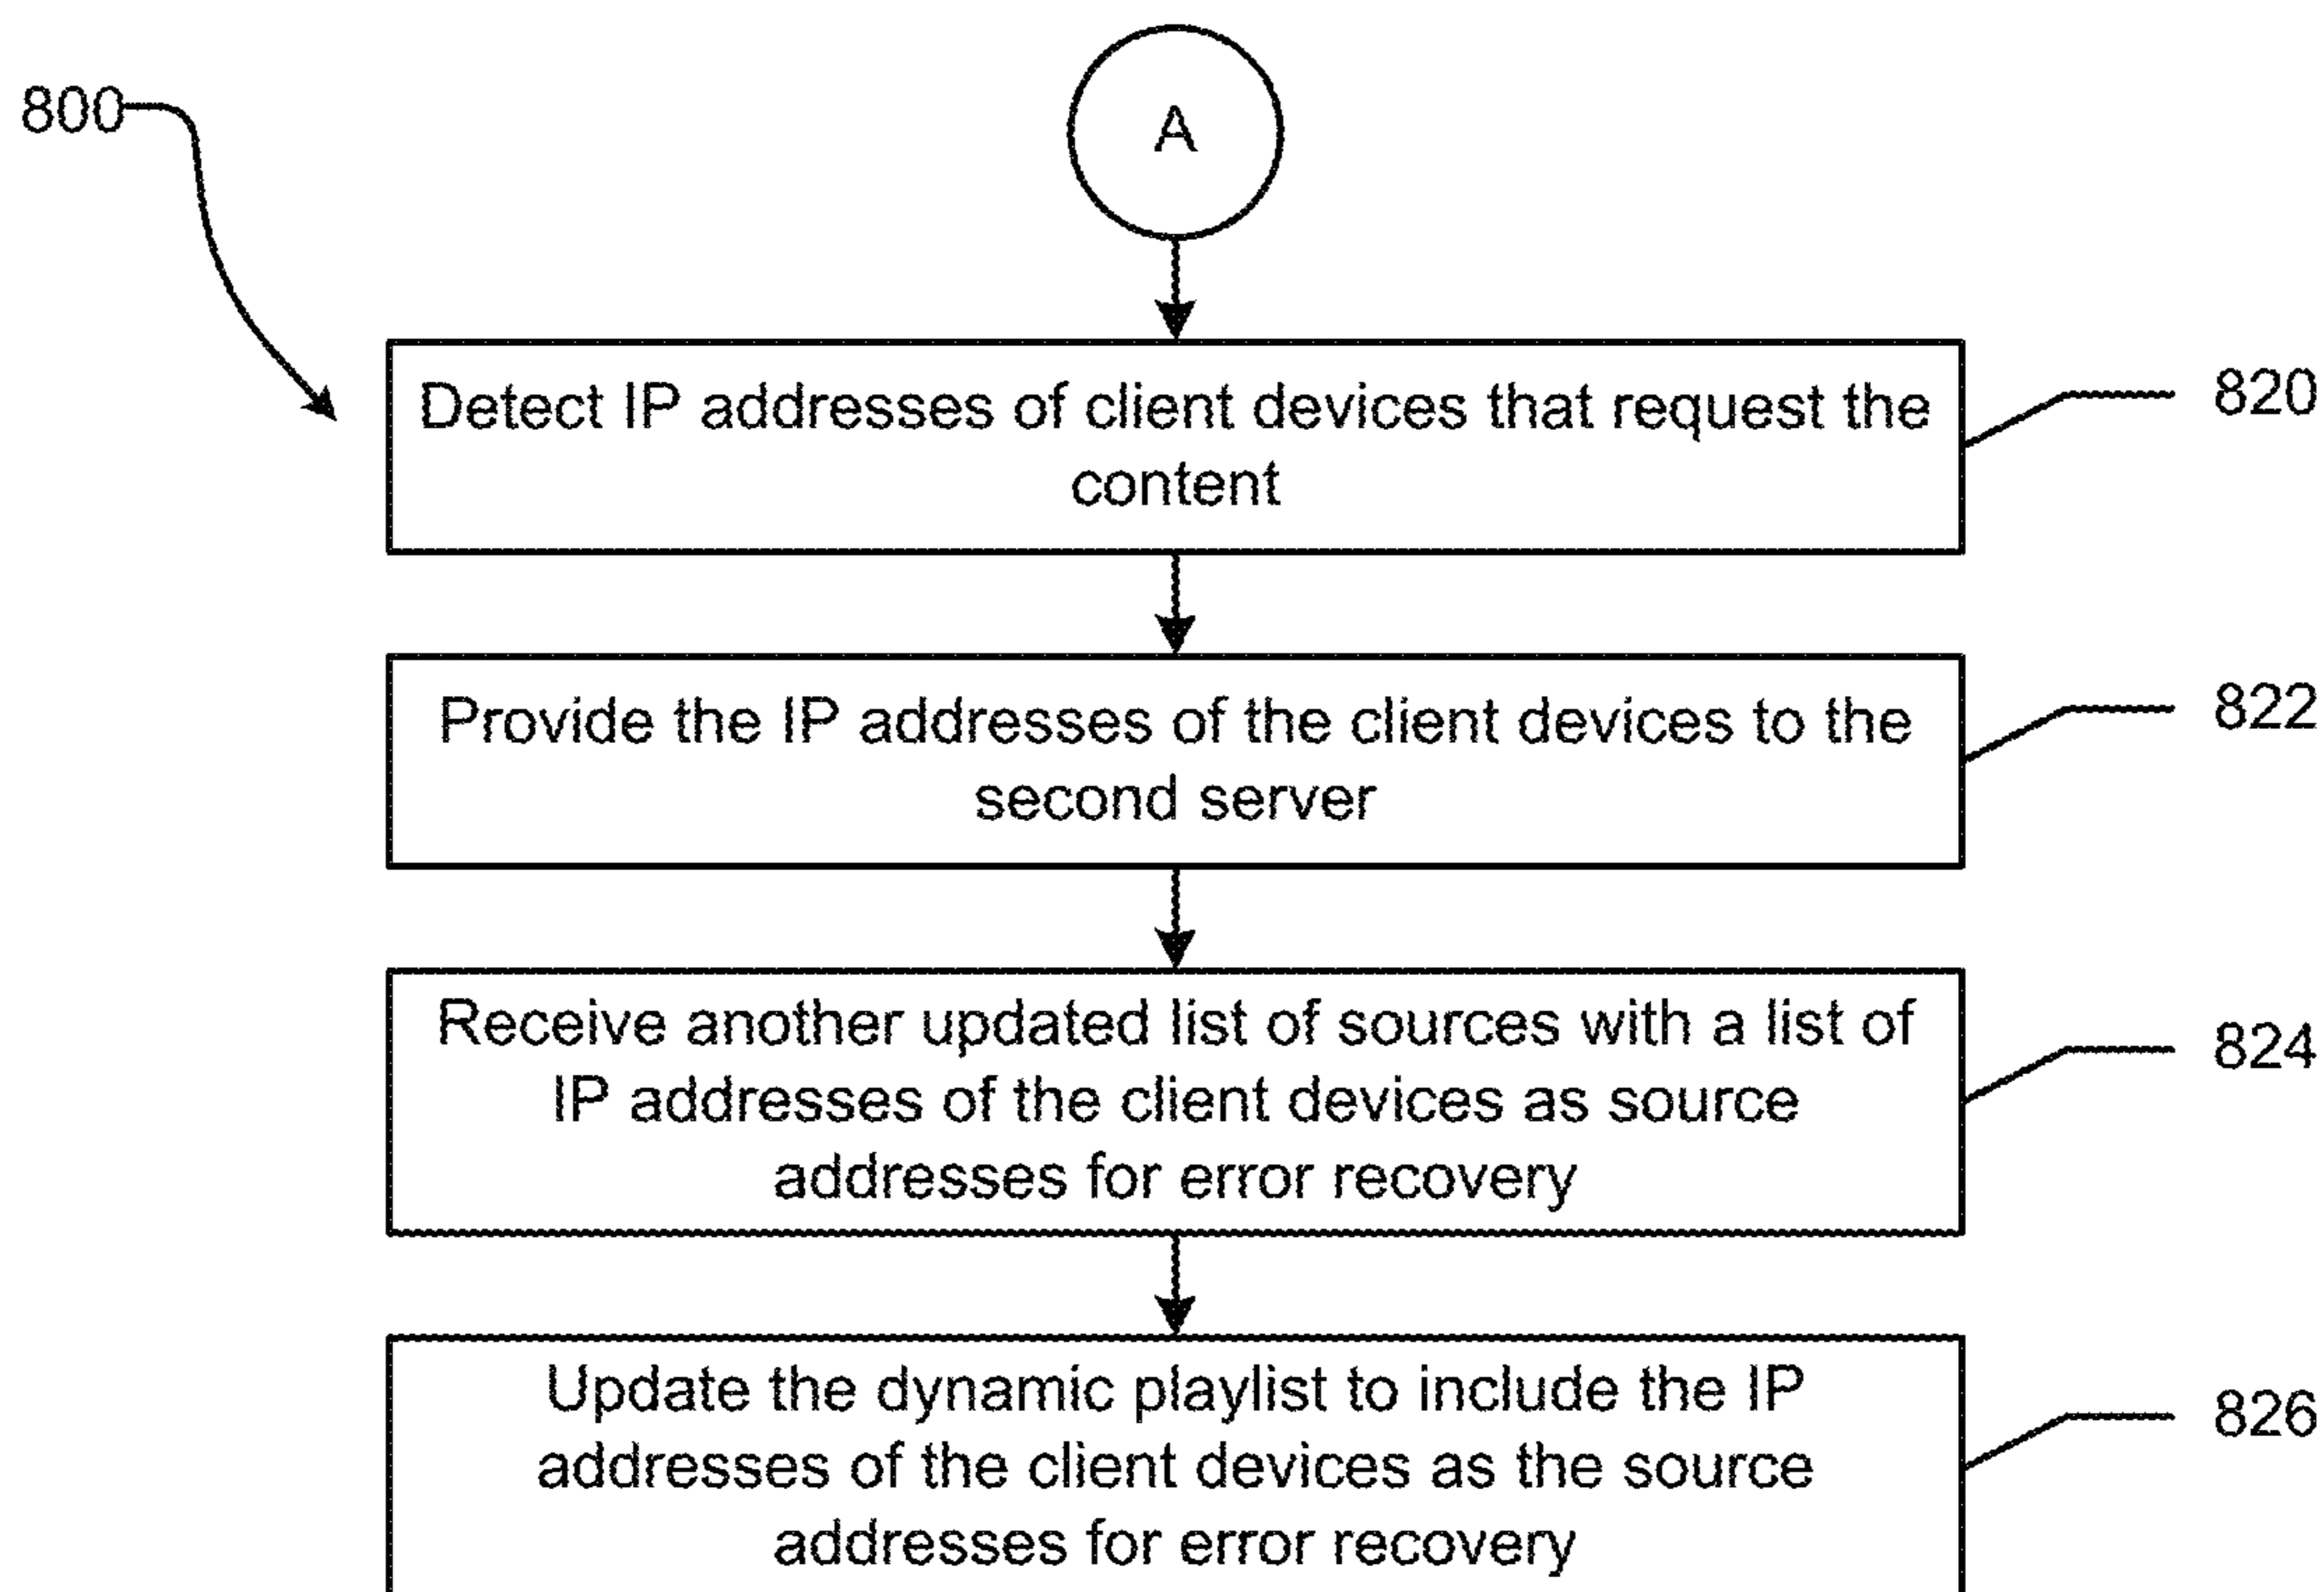 800
A
Detect IP addresses of client devices that request the
content
820
Provide the IP addresses of the client devices to the
second server
822
Receive another updated list of sources with a list of
IP addresses of the client devices as source
addresses for error recovery
824
Update the dynamic playlist to include the IP
addresses of the client devices as the source
addresses for error recovery
826